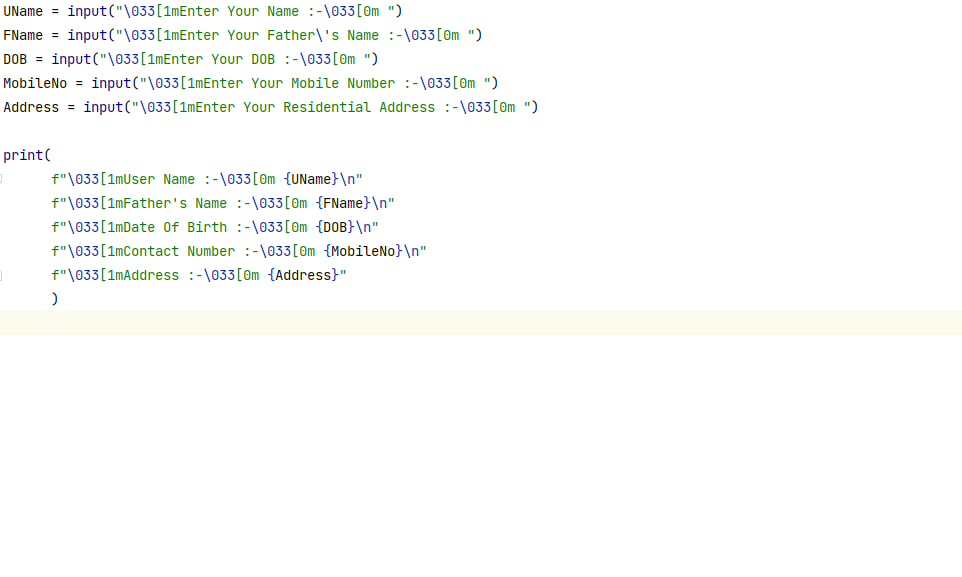 UName = input("\033[1mEnter Your Name :-\033[0m ")
FName = input("\033[1mEnter Your Father\'s Name :-\033[0m ")
DOB = input("\033[1mEnter Your DOB :-\033[0m ")
MobileNo = input("\033[1mEnter Your Mobile Number :-\033[0m ")
Address = input("\033[1mEnter Your Residential Address :-\033[0m ")
print(
f"\033[1mUser Name :-\033[0m {UName}\n"
f"\033[1mFather's Name :-\033[0m {FName}\n"
f"\033[1mDate Of Birth :-\033[0m {DOB}\n"
f"\033[1mContact Number :-\033[0m {MobileNo}\n"
f"\033[1mAddress :-\033[0m {Address}"
)